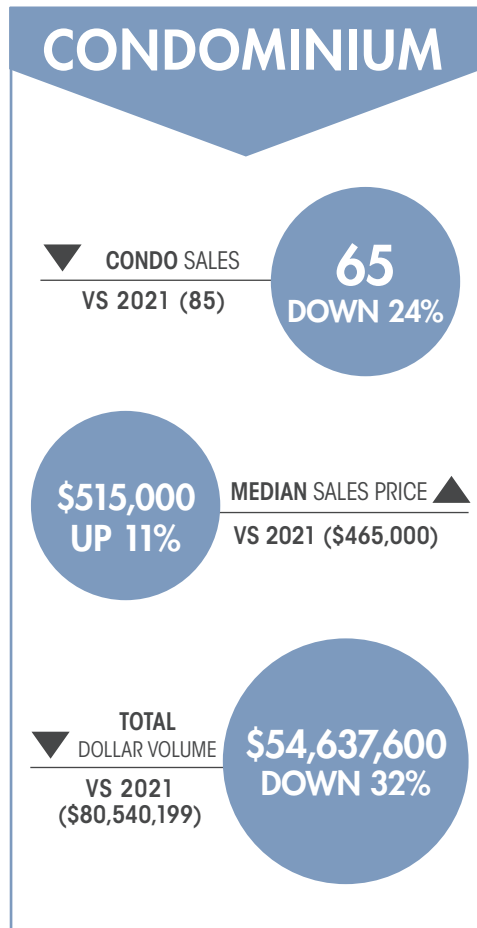 CONDOMINIUM
CONDO SALES
VS 2021 (85)
65
DOWN 24%
$515,000
UP 11%
MEDIAN SALES PRICE
VS 2021 ($465,000)
TOTAL
DOLLAR VOLUME
VS 2021
($80,540,199)
$54,637,600
DOWN 32%